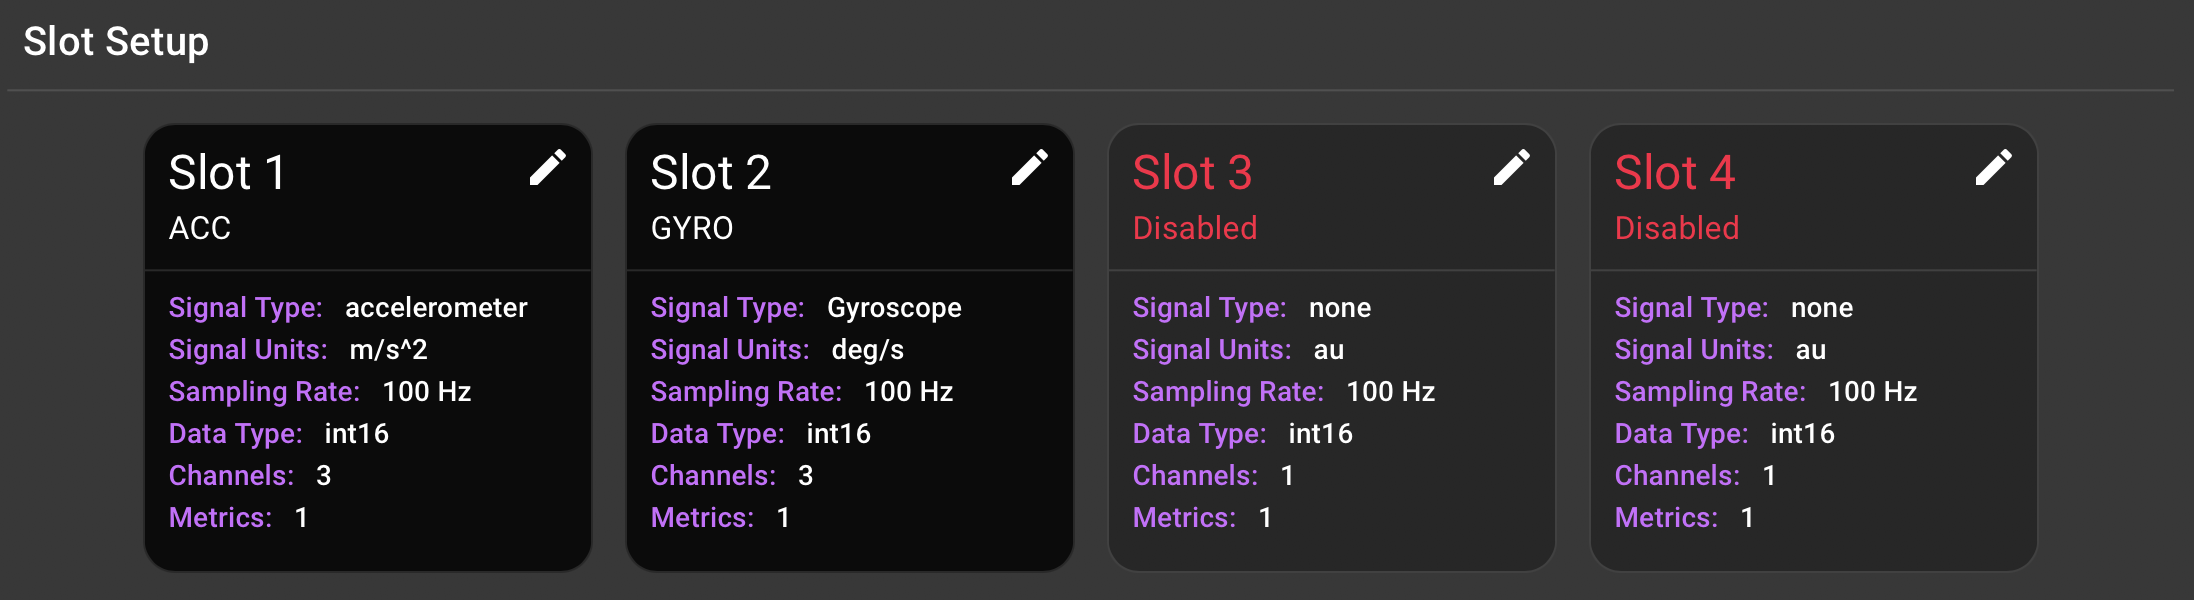 Slot Setup
Slot 1
ACC
Signal Type: accelerometer
Signal Units: m/s^2
Sampling Rate: 100 Hz
Data Type: int16
Channels: 3
Metrics: 1
Slot 2
GYRO
Signal Type: Gyroscope
Signal Units: deg/s
Sampling Rate: 100 Hz
Data Type: int16
Channels: 3
Metrics: 1
Slot 3
Disabled
Signal Type: none
Signal Units: au
Sampling Rate: 100 Hz
Data Type: int16
Channels: 1
Metrics: 1
Slot 4
Disabled
Signal Type: none
Signal Units: au
Sampling Rate: 100 Hz
Data Type: int16
Channels: 1
Metrics: 1